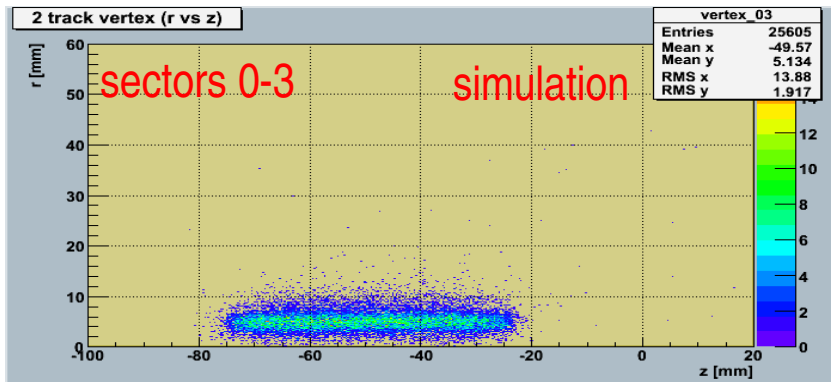 2 track vertex (r vs z)
vertex_03
Entries 25605
Mean x -49.57
Mean y 5.134
RMS x 13.88
RMS y 1.917
r [mm]
sectors 0-3
simulation
60
50
40
30
20
10
0
-100 -80 -60 -40 -20 0 20
z [mm]
14
12
10
8
6
4
2
0